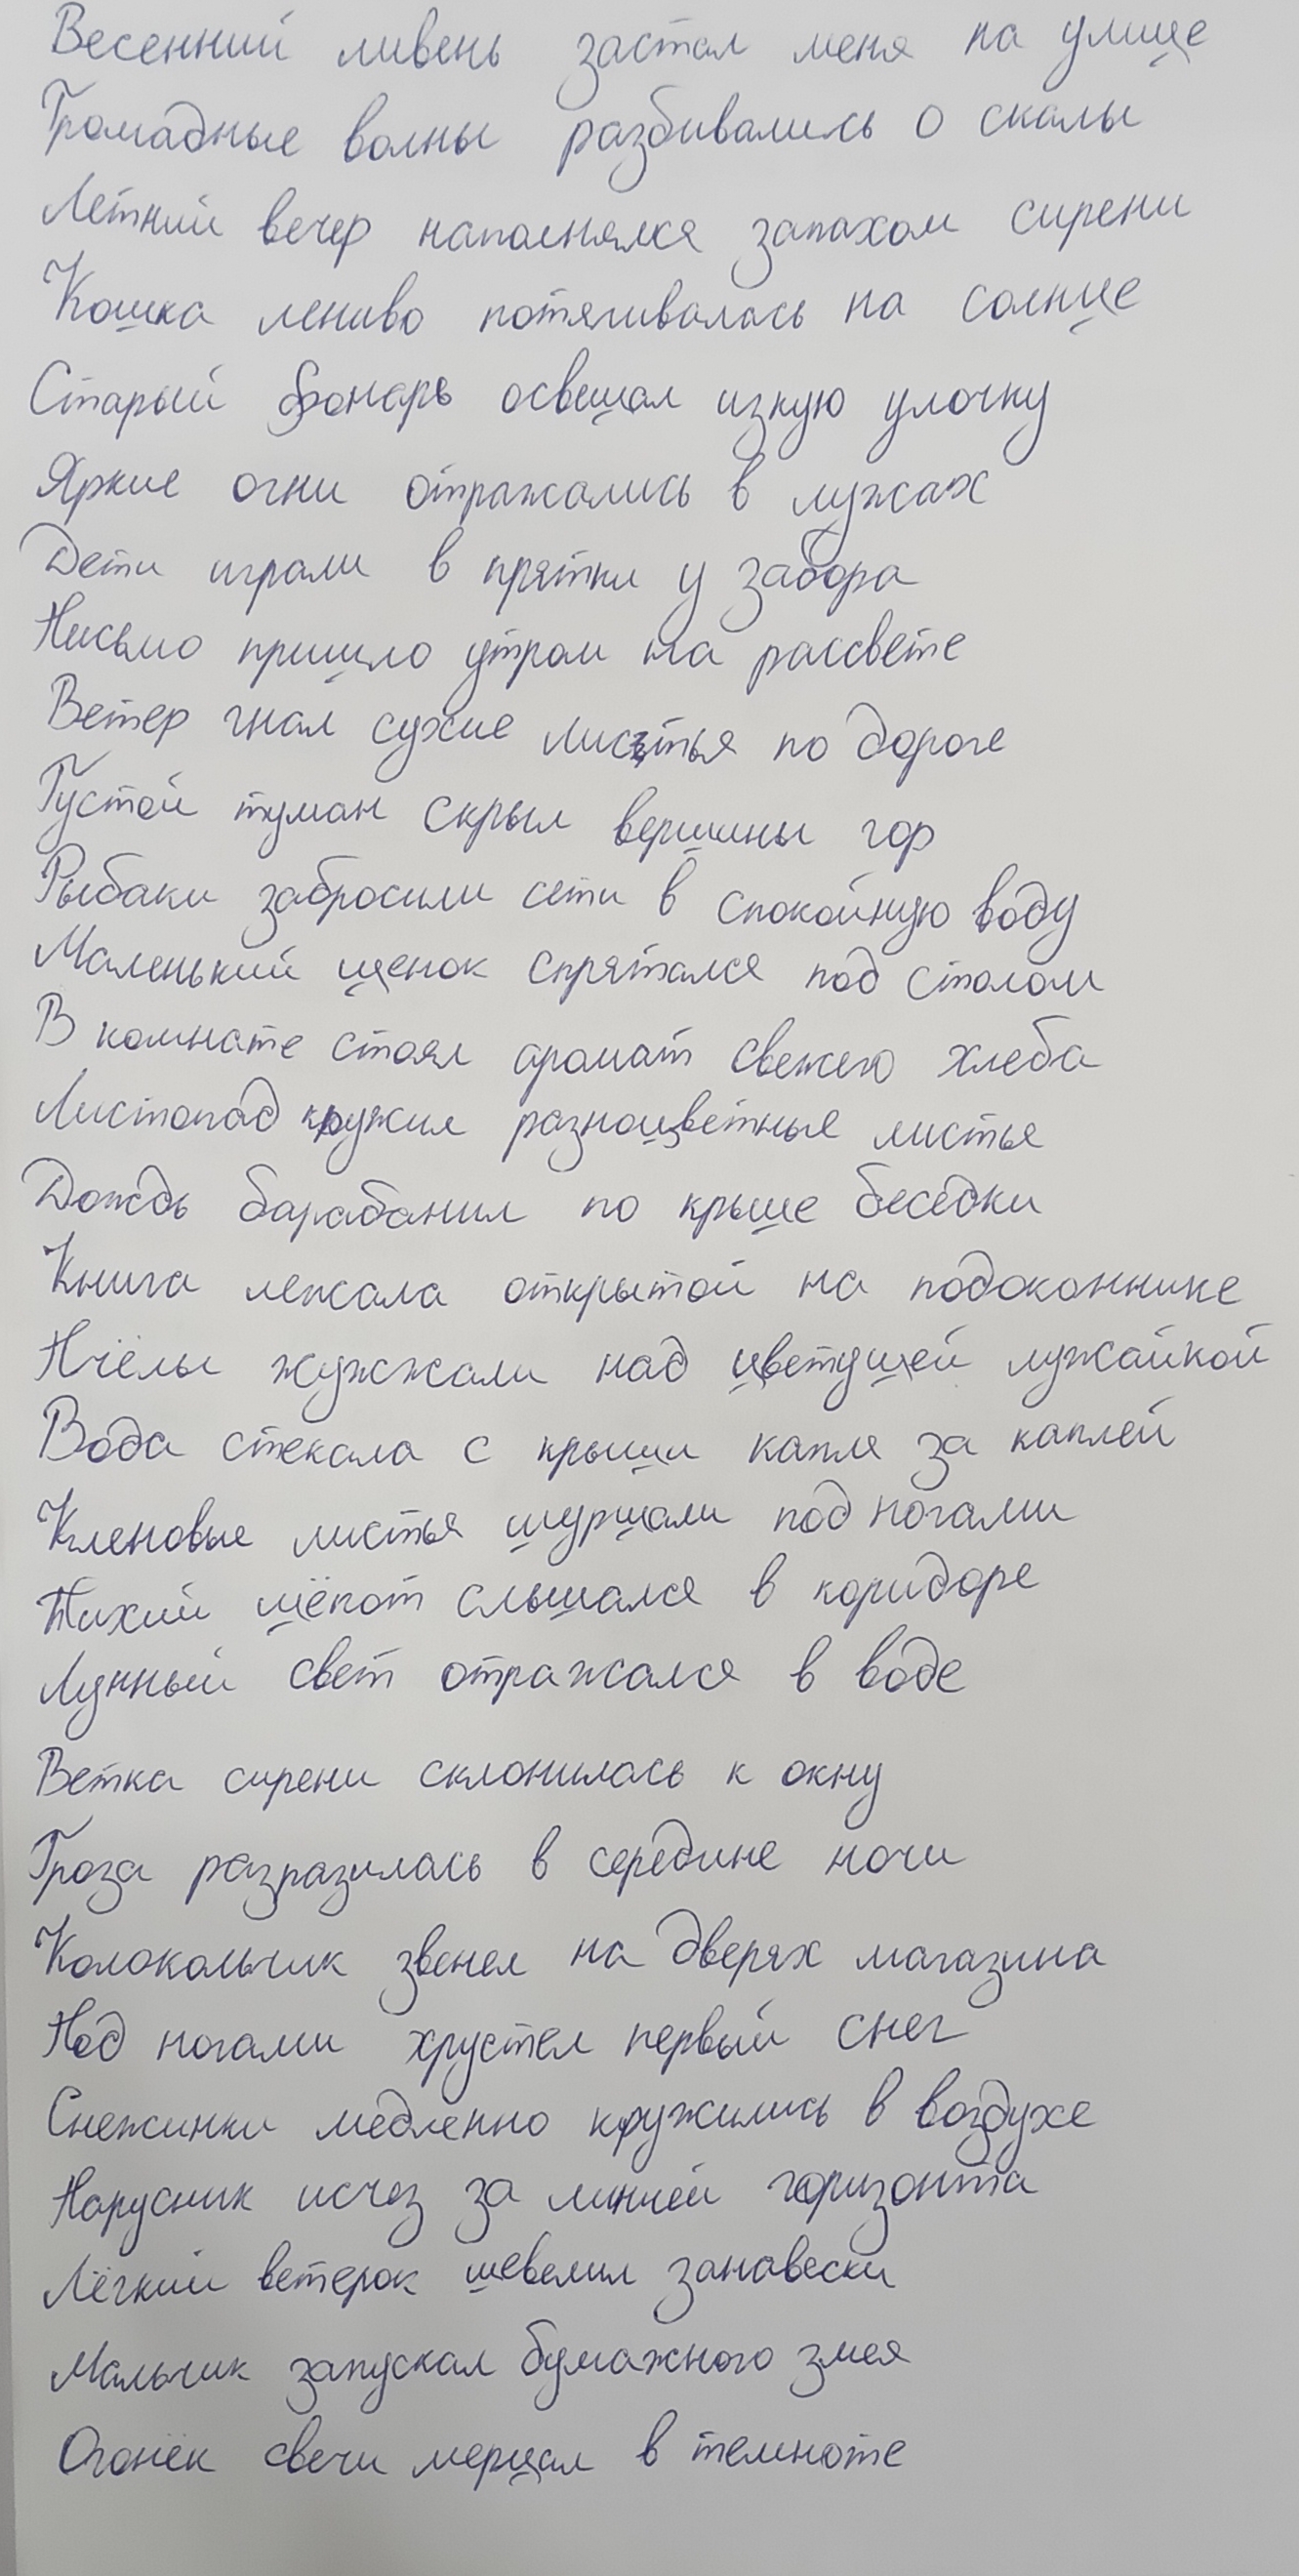 Весенний ливень застал меня на улице
Громадные волны разбивались о скалы
Летний вечер наполнялся запахом сирени
Кошка лениво потягивалась на солнце
Старый фонарь освещал узкую улочку
Яркие огни отражались в лужах
Дети играли в прятки у забора
Письмо пришло утром на рассвете
Ветер гнал сухие листья по дороге
Густой туман скрыл вершины гор
Рыбаки забросили сети в спокойную воду
Маленький щенок спрятался под столом
В комнате стоял аромат свежего хлеба
Листопад кружил разноцветные листья
Дождь барабанил по крыше беседки
Книга лежала открытой на подоконнике
Пчёлы жужжали над цветущей лужайкой
Вода стекала с крыши капля за каплей
Кленовые листья шуршали под ногами
Тихий шёпот слышался в коридоре
Лунный свет отражался в воде
Ветка сирени склонилась к окну
Гроза разразилась в середине ночи
Колокольчик звенел на дверях магазина
Под ногами хрустел первый снег
Снежинки медленно кружились в воздухе
Парусник исчез за линией горизонта
Лёгкий ветерок шевелил занавески
Мальчик запускал бумажного змея
Огонёк свечи мерцал в темноте